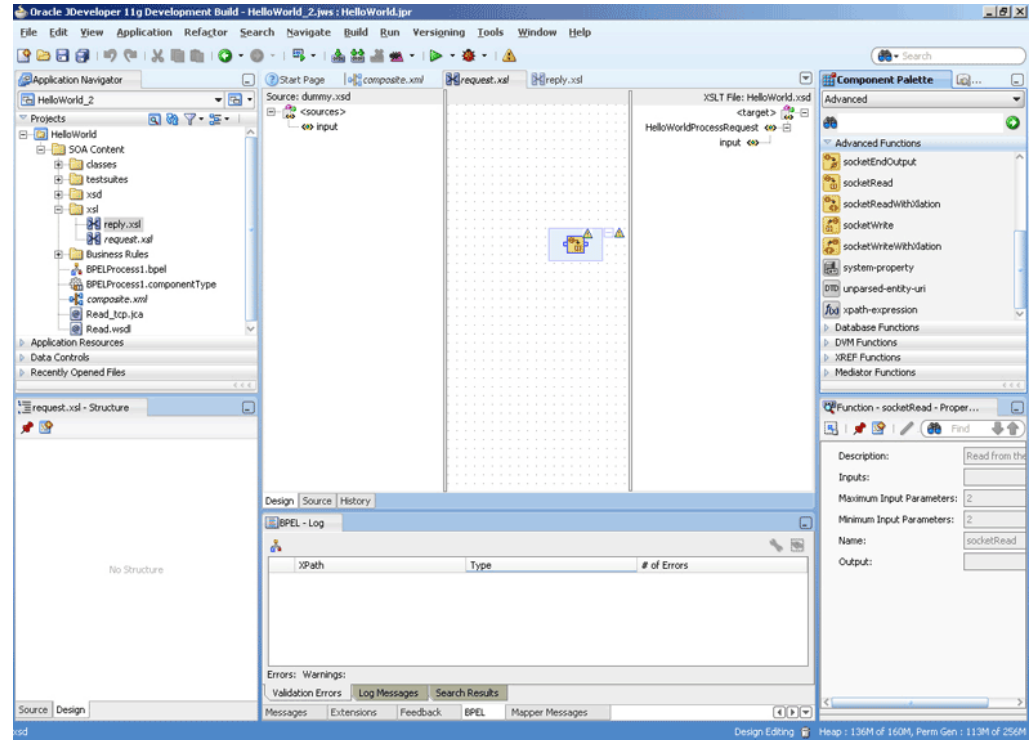 Oracle JDeveloper 11g Development Build - HelloWorld_2.jws : HelloWorld.jpr
File Edit View Application Refactor Search Navigate Build Run Versioning Tools Window Help
Search
Application Navigator
HelloWorld_2
Projects
HelloWorld
SOA Content
classes
testsuites
xsd
xsl
reply.xsl
request.xsl
Business Rules
BPELProcess1.bpel
BPELProcess1.componentType
composite.xml
Read_tcp.jca
Read.wsdl
Application Resources
Data Controls
Recently Opened Files
request.xsl - Structure
No Structure
Source Design
Start Page composite.xml request.xsl reply.xsl
Source: dummy.xsd
<sources>
input
XSLT File: HelloWorld.xsd
<target>
HelloWorldProcessRequest
input
Design Source History
BPEL - Log
XPath Type # of Errors
Errors: Warnings:
Validation Errors Log Messages Search Results
Messages Extensions Feedback BPEL Mapper Messages
Component Palette
Advanced
Advanced Functions
socketEndOutput
socketRead
socketReadWithXlation
socketWrite
socketWriteWithXlation
system-property
DTD unparsed-entity-uri
f(x) xpath-expression
Database Functions
DVM Functions
XREF Functions
Mediator Functions
Function - socketRead - Proper...
Find
Description: Read from the
Inputs:
Maximum Input Parameters: 2
Minimum Input Parameters: 2
Name: socketRead
Output:
xsd
Design Editing
Heap : 136M of 160M, Perm Gen : 113M of 256M